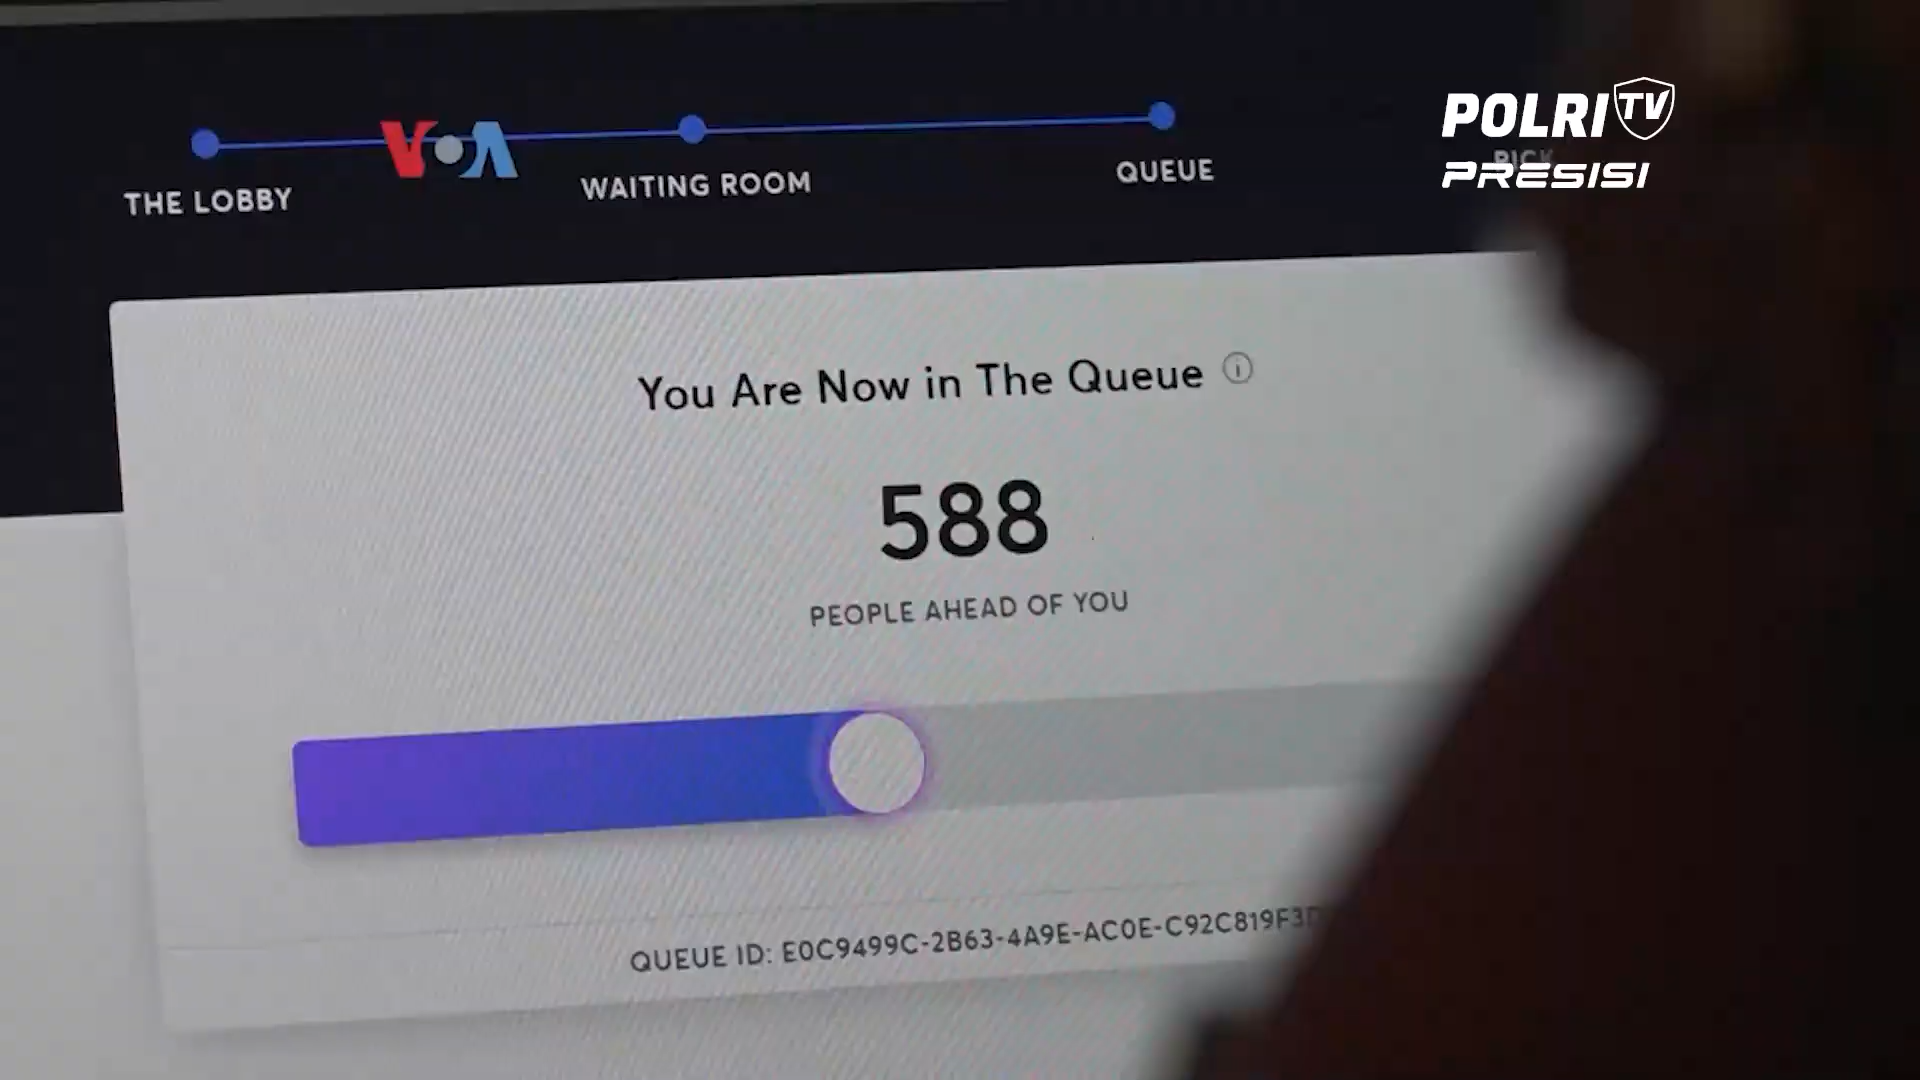 POLRI TV
PRESISI
VOA
THE LOBBY
WAITING ROOM
QUEUE
PICK
You Are Now in The Queue
588
PEOPLE AHEAD OF YOU
QUEUE ID: E0C9499C-2B63-4A9E-AC0E-C92C819F3